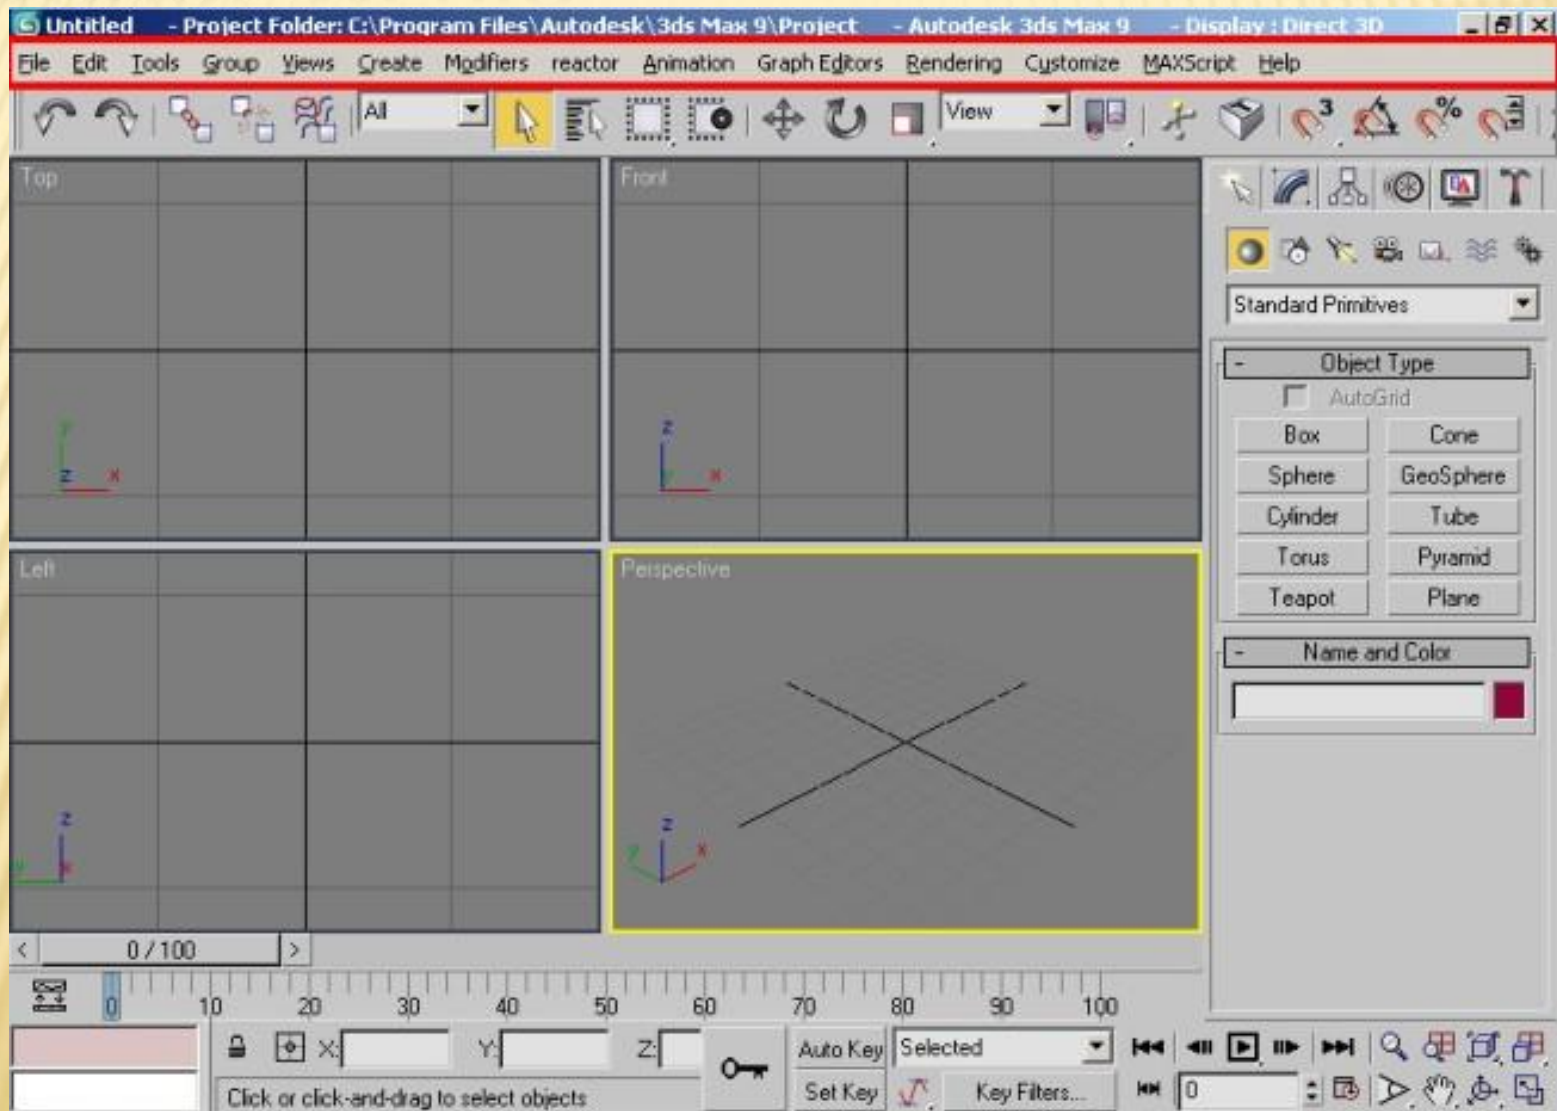 Untitled - Project Folder: C:\Program Files\Autodesk\3ds Max 9\Project - Autodesk 3ds Max 9 - Display : Direct 3D
File Edit Tools Group Views Create Modifiers reactor Animation Graph Editors Rendering Customize MAXScript Help
All View 3 %
Top Front
Standard Primitives
Object Type
AutoGrid
Box Cone
Sphere GeoSphere
Cylinder Tube
Torus Pyramid
Teapot Plane
Name and Color
y z x
z y x
Left Perspective
z y x
z y x
< 0 / 100 >
0 10 20 30 40 50 60 70 80 90 100
X: Y: Z: Auto Key Selected
Click or click-and-drag to select objects Set Key Key Filters... 0